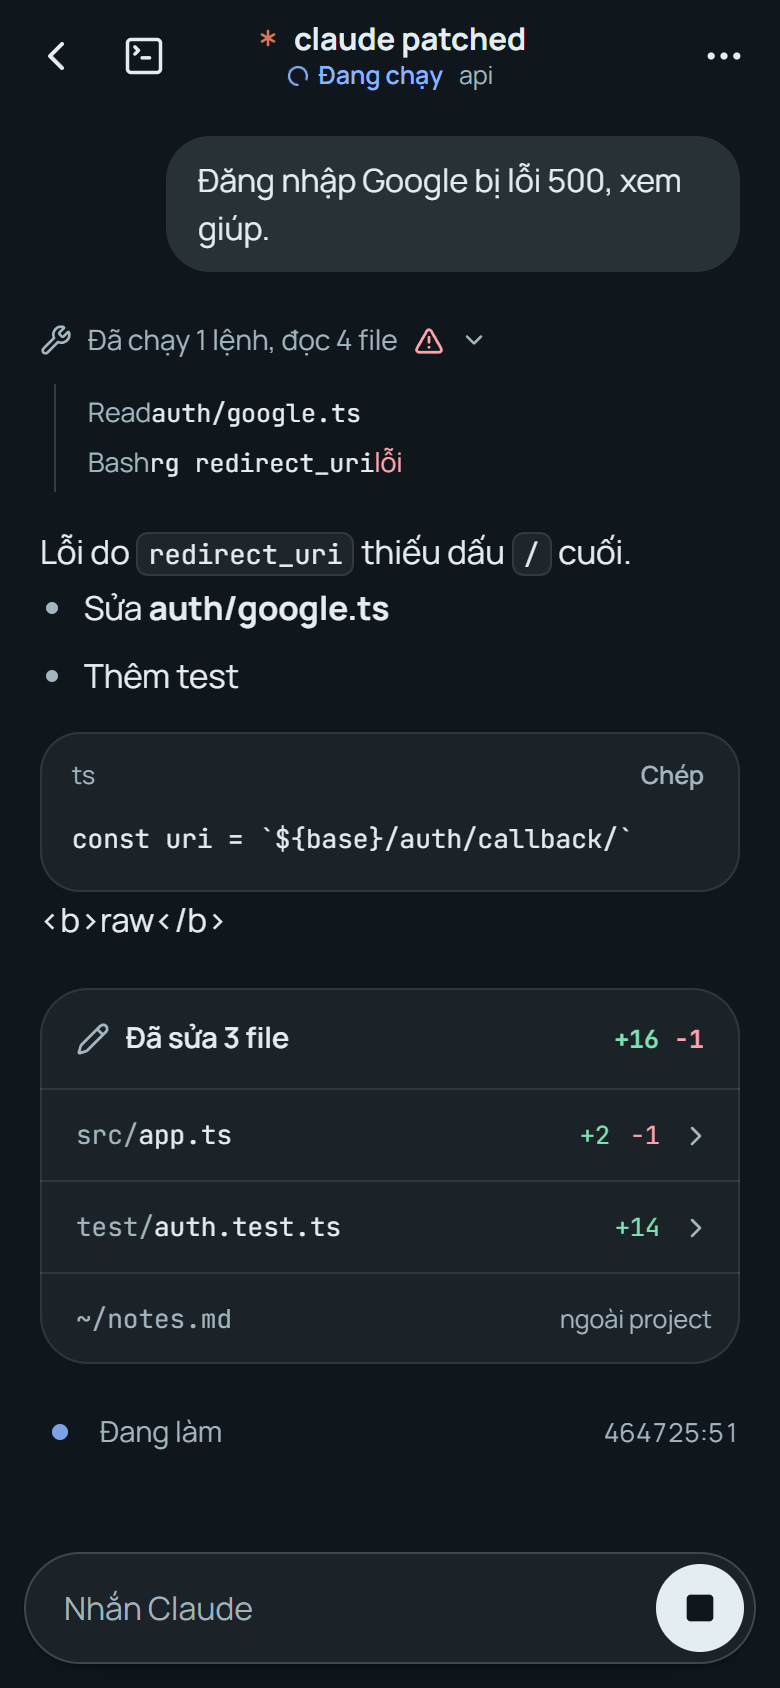 * claude patched
Đang chạy api
Đăng nhập Google bị lỗi 500, xem
giúp.
Đã chạy 1 lệnh, đọc 4 file
Readauth/google.ts
Bashrg redirect_urilỗi
Lỗi do redirect_uri thiếu dấu / cuối.
• Sửa auth/google.ts
• Thêm test
ts Chép
const uri = `${base}/auth/callback/`
<b>raw</b>
Đã sửa 3 file +16 -1
src/app.ts +2 -1
test/auth.test.ts +14
~/notes.md ngoài project
Đang làm 464725:51
Nhắn Claude